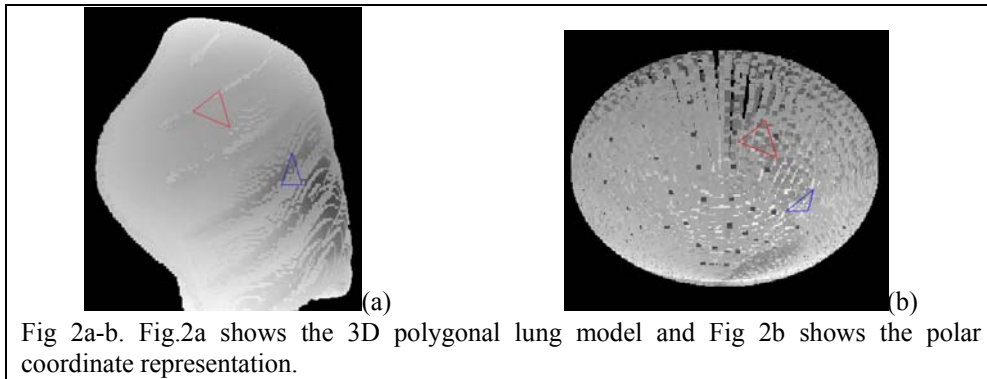 (a)
(b)
Fig 2a-b. Fig.2a shows the 3D polygonal lung model and Fig 2b shows the polar
coordinate representation.